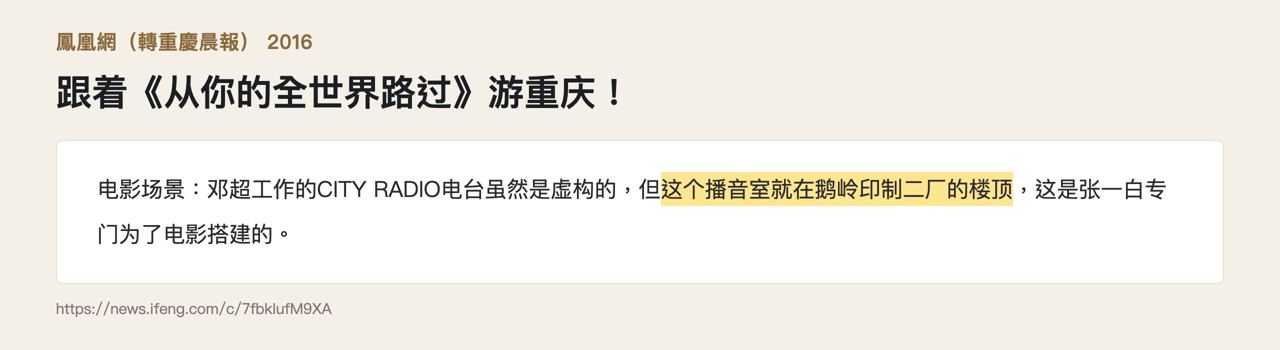 鳳凰網（轉重慶晨報） 2016
跟着《从你的全世界路过》游重庆！
电影场景：邓超工作的CITY RADIO电台虽然是虚构的，但这个播音室就在鹅岭印制二厂的楼顶，这是张一白专
门为了电影搭建的。
https://news.ifeng.com/c/7fbklufM9XA